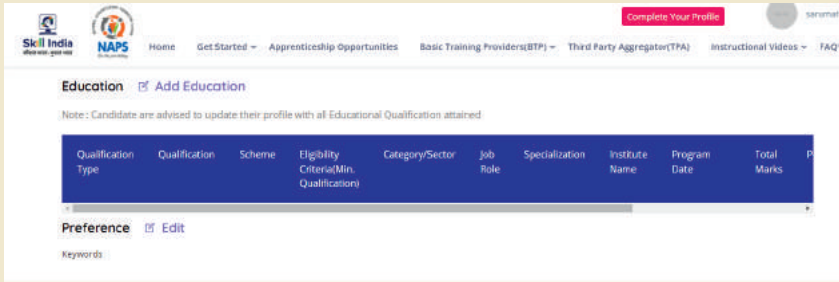 Complete Your Profile
Skill India
NAPS
Home Get Started Apprenticeship Opportunities Basic Training Providers(BTP) Third Party Aggregator(TPA) Instructional Videos FAQ
Education Add Education
Note : Candidate are advised to update their profile with all Educational Qualification attained
Qualification Type Qualification Scheme Eligibility Criteria(Min. Qualification) Category/Sector Job Role Specialization Institute Name Program Date Total Marks P
Preference Edit
Keywords